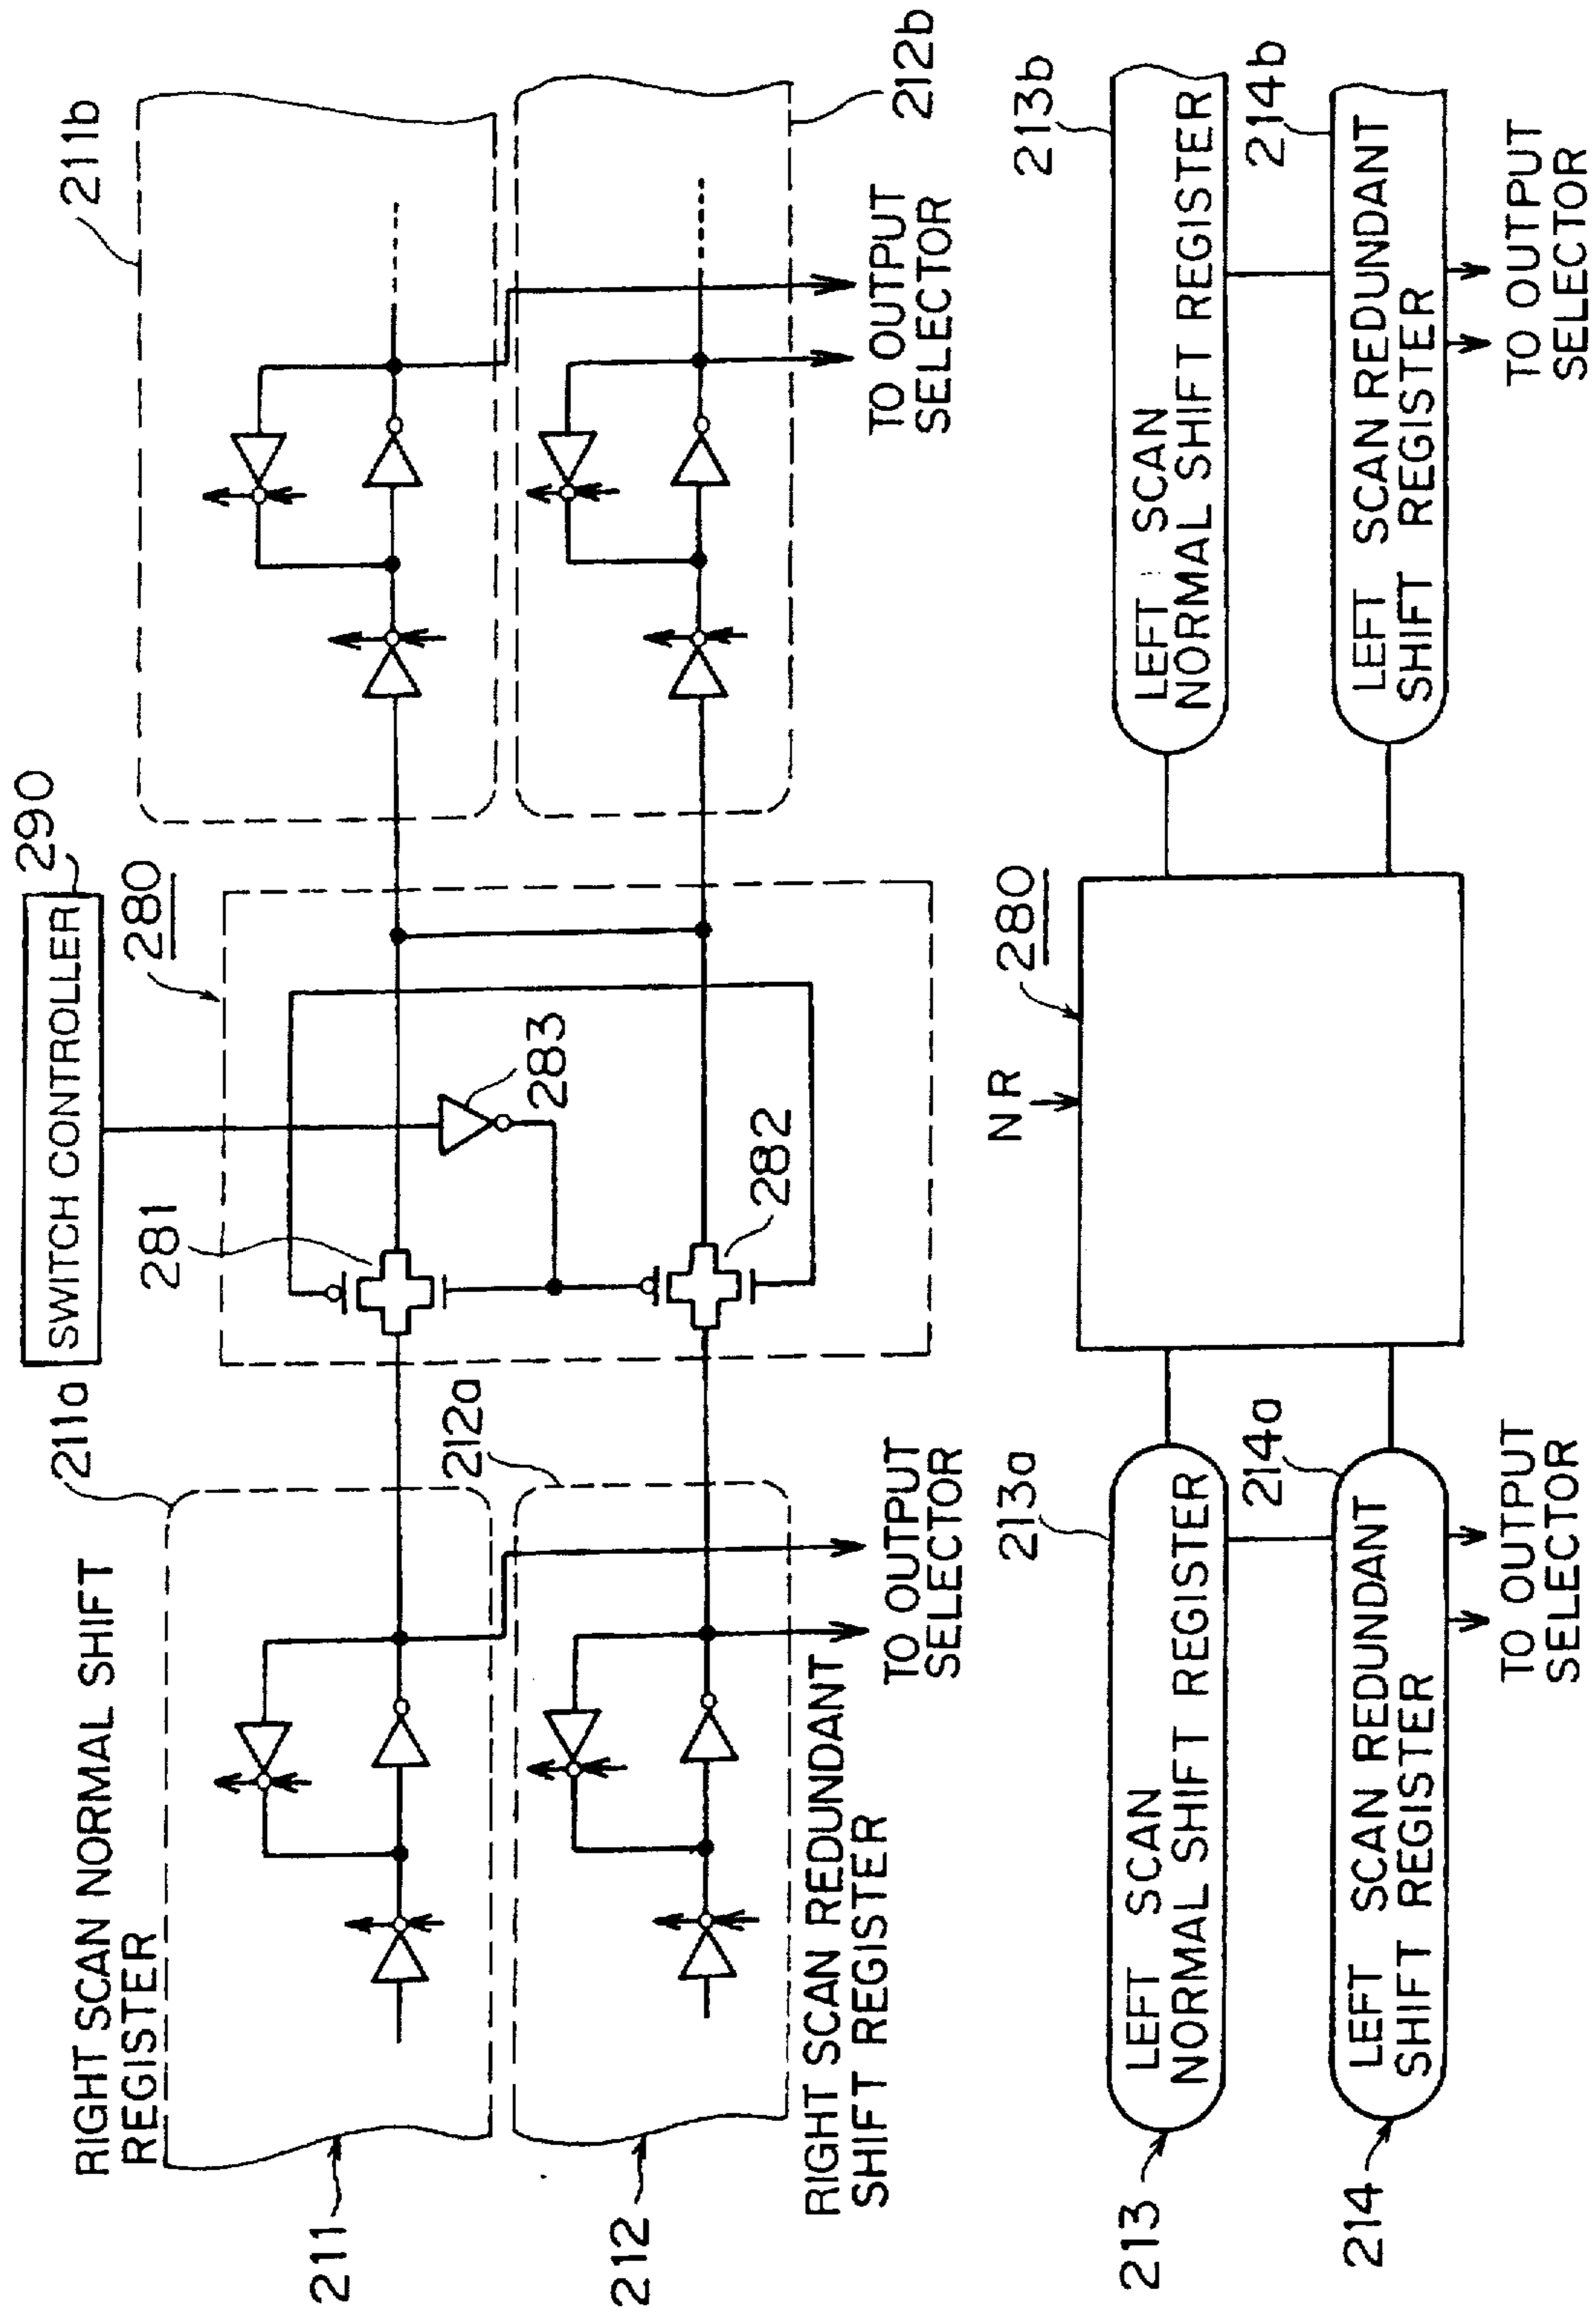 SWITCH CONTROLLER
290
211a
281
280
211b
RIGHT SCAN NORMAL SHIFT
REGISTER
283
212a
282
212b
211
212
TO OUTPUT
SELECTOR
TO OUTPUT
SELECTOR
RIGHT SCAN REDUNDANT
SHIFT REGISTER
NR
280
213a
213b
LEFT SCAN
NORMAL SHIFT REGISTER
LEFT SCAN
NORMAL SHIFT REGISTER
213
214a
214b
LEFT SCAN REDUNDANT
SHIFT REGISTER
LEFT SCAN REDUNDANT
SHIFT REGISTER
214
TO OUTPUT
SELECTOR
TO OUTPUT
SELECTOR